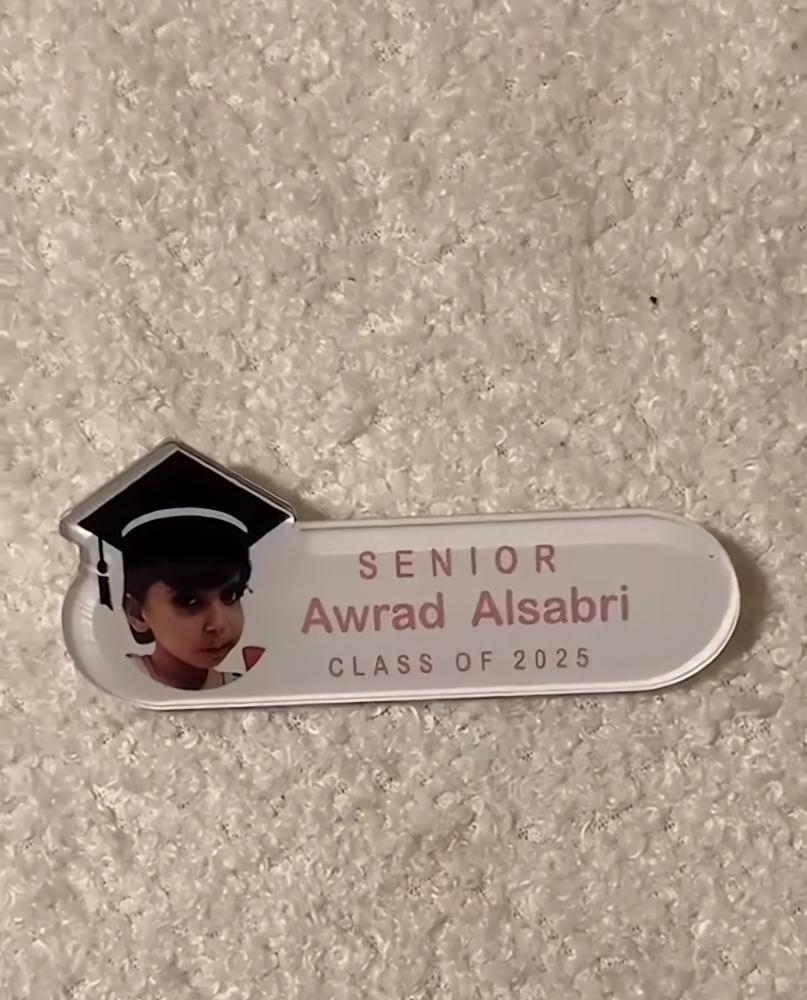 SENIOR
Awrad Alsabri
CLASS OF 2025